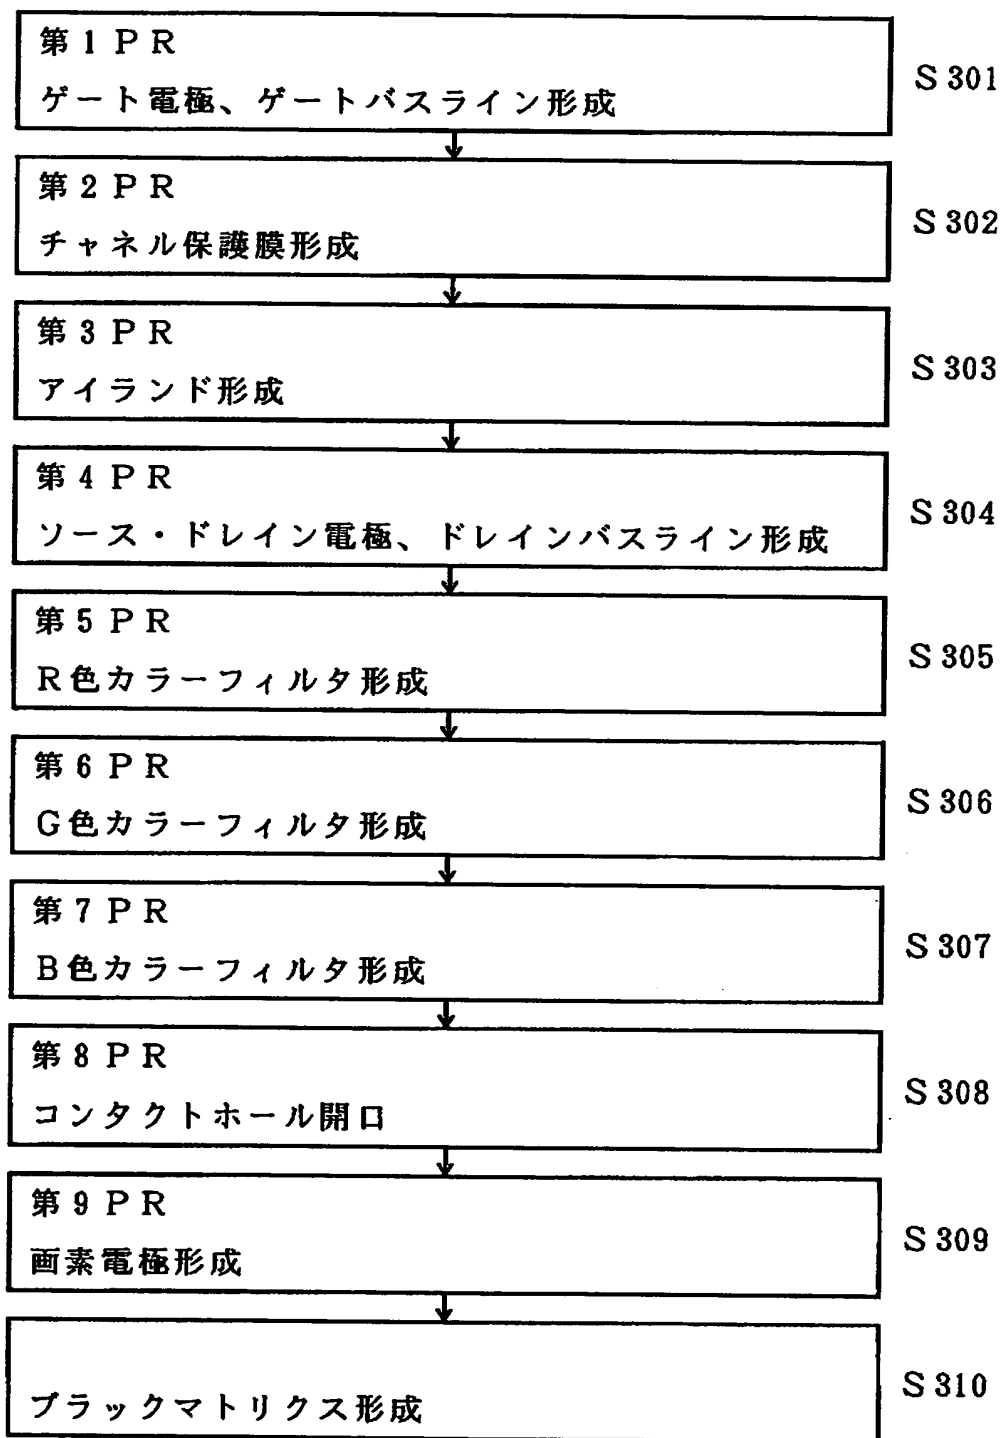 第1PR
ゲート電極、ゲートバスライン形成
S301
第2PR
チャネル保護膜形成
S302
第3PR
アイランド形成
S303
第4PR
ソース・ドレイン電極、ドレインバスライン形成
S304
第5PR
R色カラーフィルタ形成
S305
第6PR
G色カラーフィルタ形成
S306
第7PR
B色カラーフィルタ形成
S307
第8PR
コンタクトホール開口
S308
第9PR
画素電極形成
S309
ブラックマトリクス形成
S310